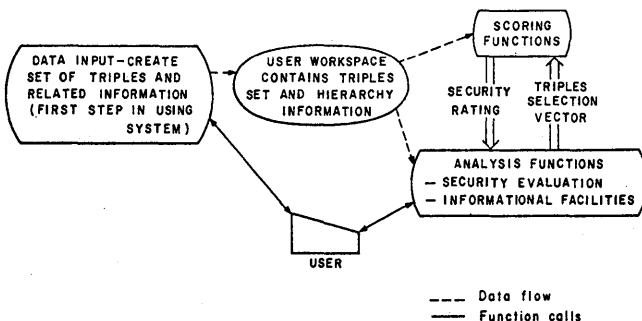 DATA INPUT-CREATE
SET OF TRIPLES AND
RELATED INFORMATION
(FIRST STEP IN USING
SYSTEM)
USER WORKSPACE
CONTAINS TRIPLES
SET AND HIERARCHY
INFORMATION
SCORING
FUNCTIONS
SECURITY
RATING
TRIPLES
SELECTION
VECTOR
ANALYSIS FUNCTIONS
— SECURITY EVALUATION
— INFORMATIONAL FACILITIES
USER
Data flow
Function calls